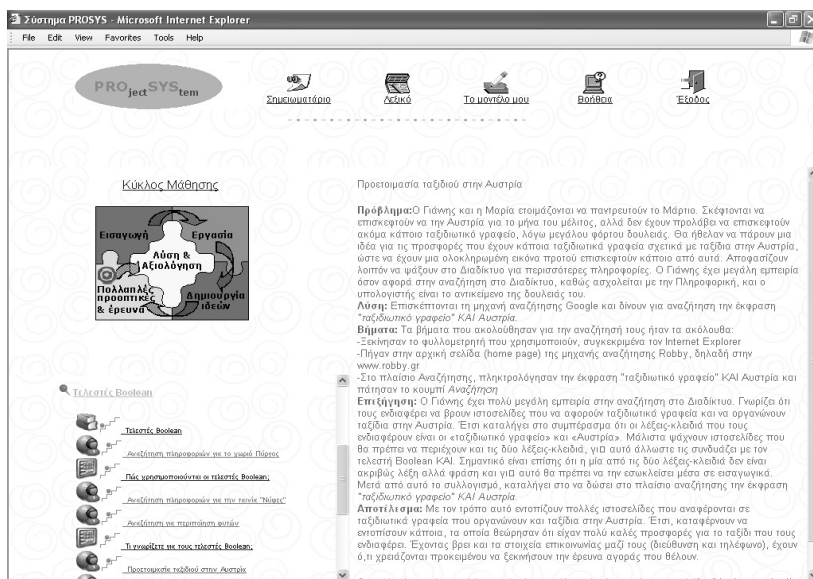 Σύστημα PROSYS - Microsoft Internet Explorer
File Edit View Favorites Tools Help
PROjectSYStem
Σημειωματάριο Λεξικό Το μοντέλο μου Βοήθεια Έξοδος
Κύκλος Μάθησης
Εισαγωγή Εργασία
Λύση &
Αξιολόγηση
Πολλαπλές
προοπτικές
& έρευνα
Δημιουργία
ιδεών
Τελεστές Boolean
Τελεστές Boolean
Αναζήτηση πληροφοριών για το χωριό Πύργος
Πώς χρησιμοποιούνται οι τελεστές Boolean;
Αναζήτηση πληροφοριών για την ταινία "Νύφες"
Αναζήτηση για περιποίηση φυτών
Τι γνωρίζετε για τους τελεστές Boolean;
Προετοιμασία ταξιδιού στην Αυστρία
Προετοιμασία ταξιδιού στην Αυστρία
Πρόβλημα:Ο Γιάννης και η Μαρία ετοιμάζονται να παντρευτούν το Μάρτιο. Σκέφτονται να
επισκεφτούν να την Αυστρία για το μήνα του μέλιτος, αλλά δεν έχουν προλάβει να επισκεφτούν
ακόμα κάποιο ταξιδιωτικό γραφείο, λόγω μεγάλου φόρτου δουλειάς. Θα ήθελαν να πάρουν μια
ιδέα για τις προσφορές που έχουν κάποια ταξιδιωτικά γραφεία σχετικά με ταξίδια στην Αυστρία,
ώστε να έχουν μια ολοκληρωμένη εικόνα προτού επισκεφτούν κάποιο από αυτά. Αποφασίζουν
λοιπόν να ψάξουν στο Διαδίκτυο για περισσότερες πληροφορίες. Ο Γιάννης έχει μεγάλη εμπειρία
όσον αφορά στην αναζήτηση στο Διαδίκτυο, καθώς ασχολείται με την Πληροφορική, και ο
υπολογιστής είναι το αντικείμενο της δουλειάς του.
Λύση: Επισκέπτονται τη μηχανή αναζήτησης Google και δίνουν για αναζήτηση την έκφραση
"ταξιδιωτικό γραφείο" ΚΑΙ Αυστρία.
Βήματα: Τα βήματα που ακολούθησαν για την αναζήτησή τους ήταν τα ακόλουθα:
-Ξεκίνησαν το φυλλομετρητή που χρησιμοποιούν, συγκεκριμένα τον Internet Explorer
-Πήγαν στην αρχική σελίδα (home page) της μηχανής αναζήτησης Robby, δηλαδή στην
www.robby.gr
-Στο πλαίσιο Αναζήτησης, πληκτρολόγησαν την έκφραση "ταξιδιωτικό γραφείο" ΚΑΙ Αυστρία και
πάτησαν το κουμπί Αναζήτηση
Επεξήγηση: Ο Γιάννης έχει πολύ μεγάλη εμπειρία στην αναζήτηση στο Διαδίκτυο. Γνωρίζει ότι
τους ενδιαφέρει να βρουν ιστοσελίδες που να αφορούν ταξιδιωτικά γραφεία και να οργανώνουν
ταξίδια στην Αυστρία. Έτσι καταλήγει στο συμπέρασμα ότι οι λέξεις-κλειδιά που τους
ενδιαφέρουν είναι οι «ταξιδιωτικό γραφείο» και «Αυστρία». Μάλιστα ψάχνουν ιστοσελίδες που
θα πρέπει να περιέχουν και τις δύο λέξεις-κλειδιά, γι□ αυτό άλλωστε τις συνδυάζει με τον
τελεστή Boolean ΚΑΙ. Σημαντικό είναι επίσης ότι η μία από τις δύο λέξεις-κλειδιά δεν είναι
ακριβώς λέξη αλλά φράση και γι□ αυτό θα πρέπει να την εσωκλείσει μέσα σε εισαγωγικά.
Μετά από αυτό το συλλογισμό, καταλήγει στο να δώσει στο πλαίσιο αναζήτησης την έκφραση
"ταξιδιωτικό γραφείο" ΚΑΙ Αυστρία.
Αποτέλεσμα: Με τον τρόπο αυτό εντοπίζουν πολλές ιστοσελίδες που αναφέρονται σε
ταξιδιωτικά γραφεία που οργανώνουν και ταξίδια στην Αυστρία. Έτσι, καταφέρνουν να
εντοπίσουν κάποια, τα οποία θεώρησαν ότι είχαν πολύ καλές προσφορές για το ταξίδι που τους
ενδιαφέρει. Έχοντας βρει και τα στοιχεία επικοινωνίας μαζί τους (διεύθυνση και τηλέφωνο), έχουν
ό,τι χρειάζονται προκειμένου να ξεκινήσουν την έρευνα αγοράς που θέλουν.